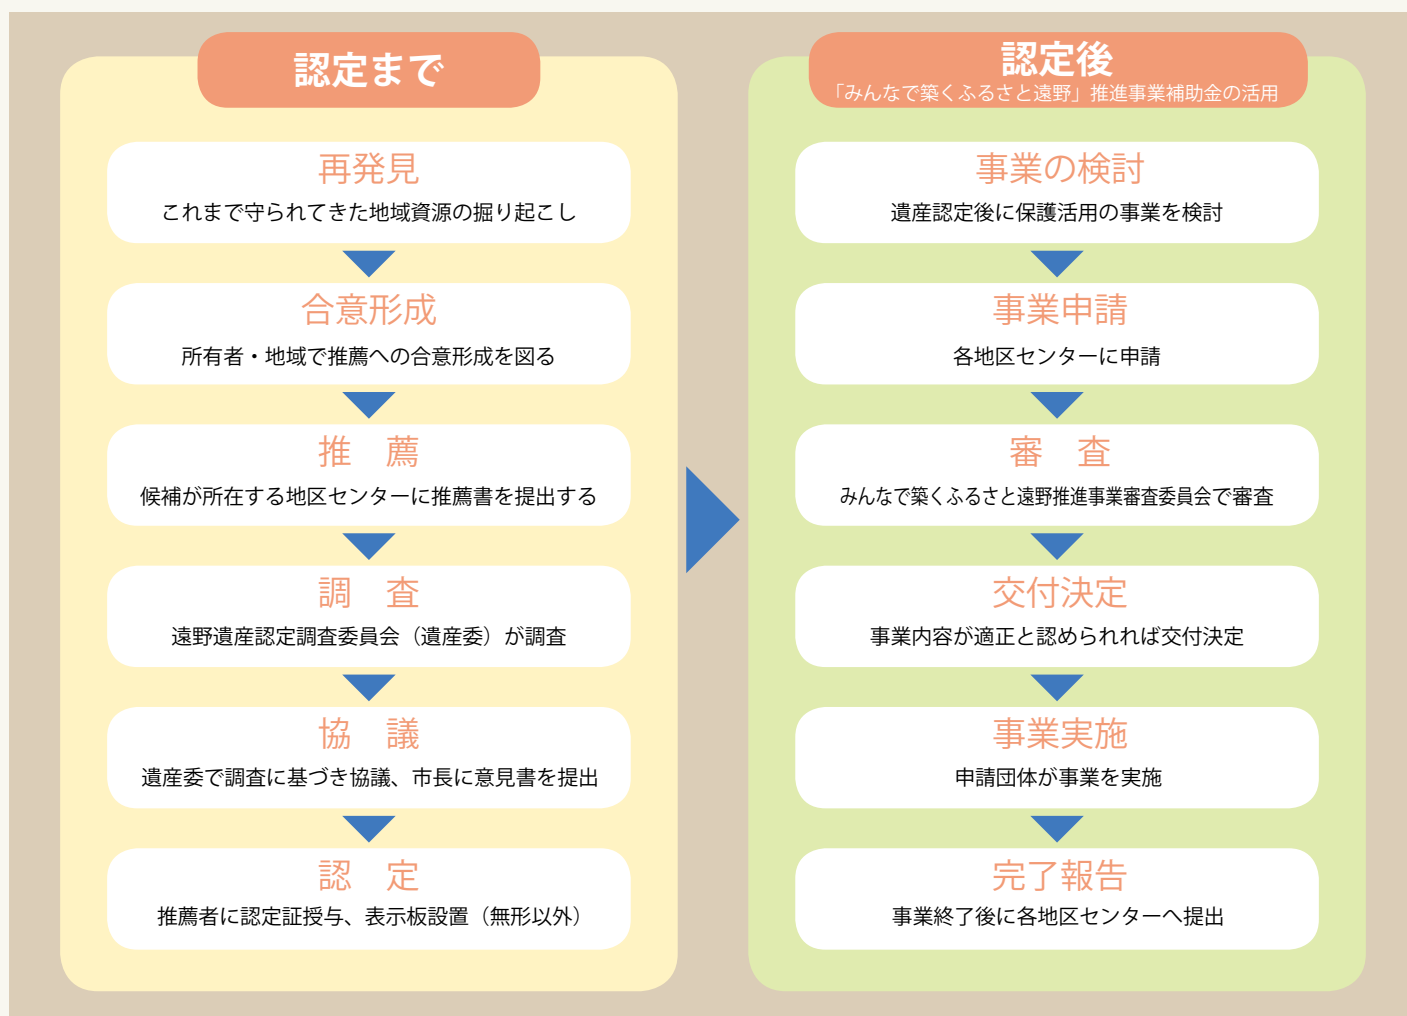 認定まで
再発見
これまで守られてきた地域資源の掘り起こし
合意形成
所有者・地域で推薦への合意形成を図る
推　薦
候補が所在する地区センターに推薦書を提出する
調　査
遠野遺産認定調査委員会（遺産委）が調査
協　議
遺産委で調査に基づき協議、市長に意見書を提出
認　定
推薦者に認定証授与、表示板設置（無形以外）
認定後
「みんなで築くふるさと遠野」推進事業補助金の活用
事業の検討
遺産認定後に保護活用の事業を検討
事業申請
各地区センターに申請
審　査
みんなで築くふるさと遠野推進事業審査委員会で審査
交付決定
事業内容が適正と認められれば交付決定
事業実施
申請団体が事業を実施
完了報告
事業終了後に各地区センターへ提出